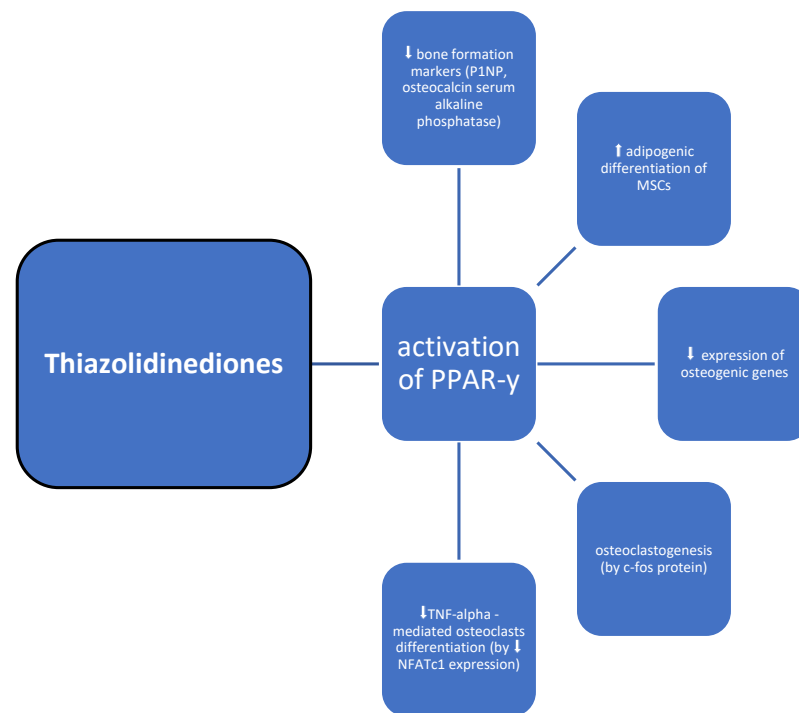 ⬇ bone formation
markers (P1NP,
osteocalcin serum
alkaline
phosphatase)
⬆ adipogenic
differentiation of
MSCs
Thiazolidinediones
activation
of PPAR-y
⬇ expression of
osteogenic genes
osteoclastogenesis
(by c-fos protein)
⬇TNF-alpha -
mediated osteoclasts
differentiation (by ⬇
NFATc1 expression)